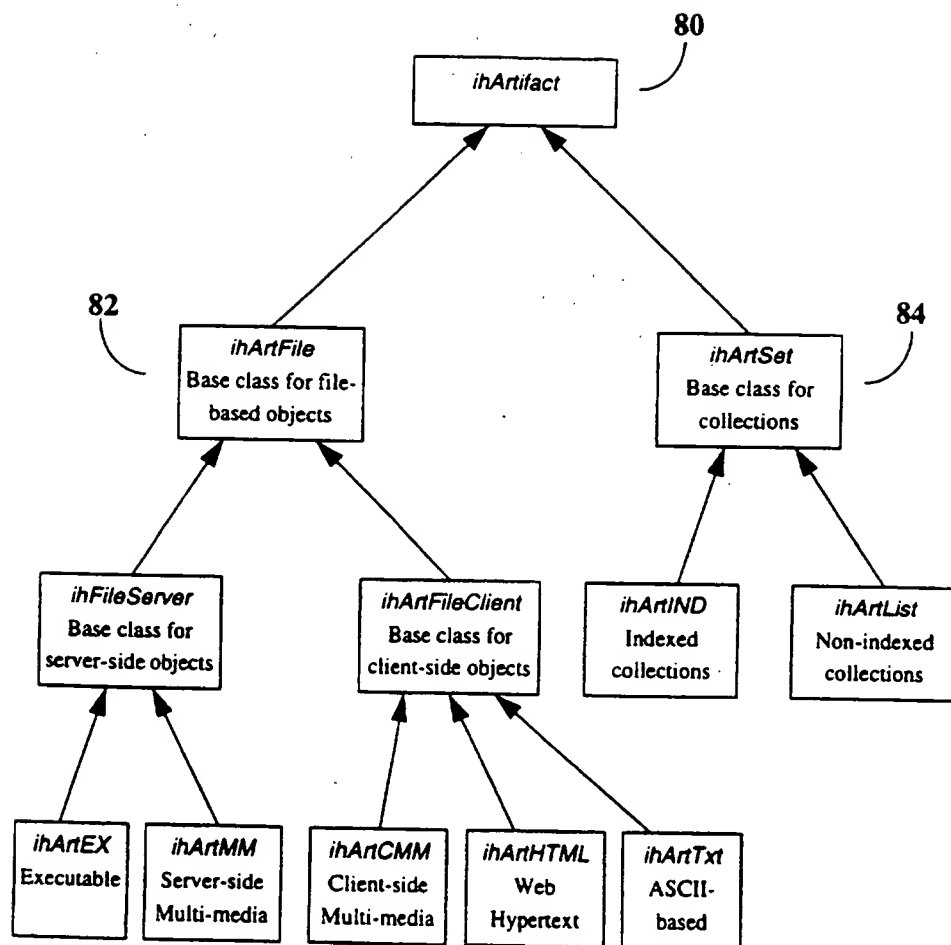 80
ihArtifact
82
84
ihArtFile
Base class for file-
based objects
ihArtSet
Base class for
collections
ihFileServer
Base class for
server-side objects
ihArtFileClient
Base class for
client-side objects
ihArtIND
Indexed
collections
ihArtList
Non-indexed
collections
ihArtEX
Executable
ihArtMM
Server-side
Multi-media
ihArtCMM
Client-side
Multi-media
ihArtHTML
Web
Hypertext
ihArtTxt
ASCII-
based